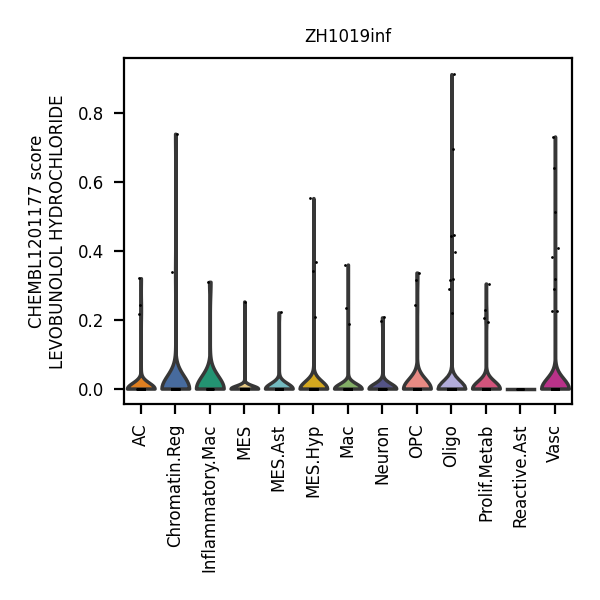 ZH1019inf
CHEMBL1201177 score
LEVOBUNOLOL HYDROCHLORIDE
0.8
0.6
0.4
0.2
0.0
AC
Chromatin.Reg
Inflammatory.Mac
MES
MES.Ast
MES.Hyp
Mac
Neuron
OPC
Oligo
Prolif.Metab
Reactive.Ast
Vasc